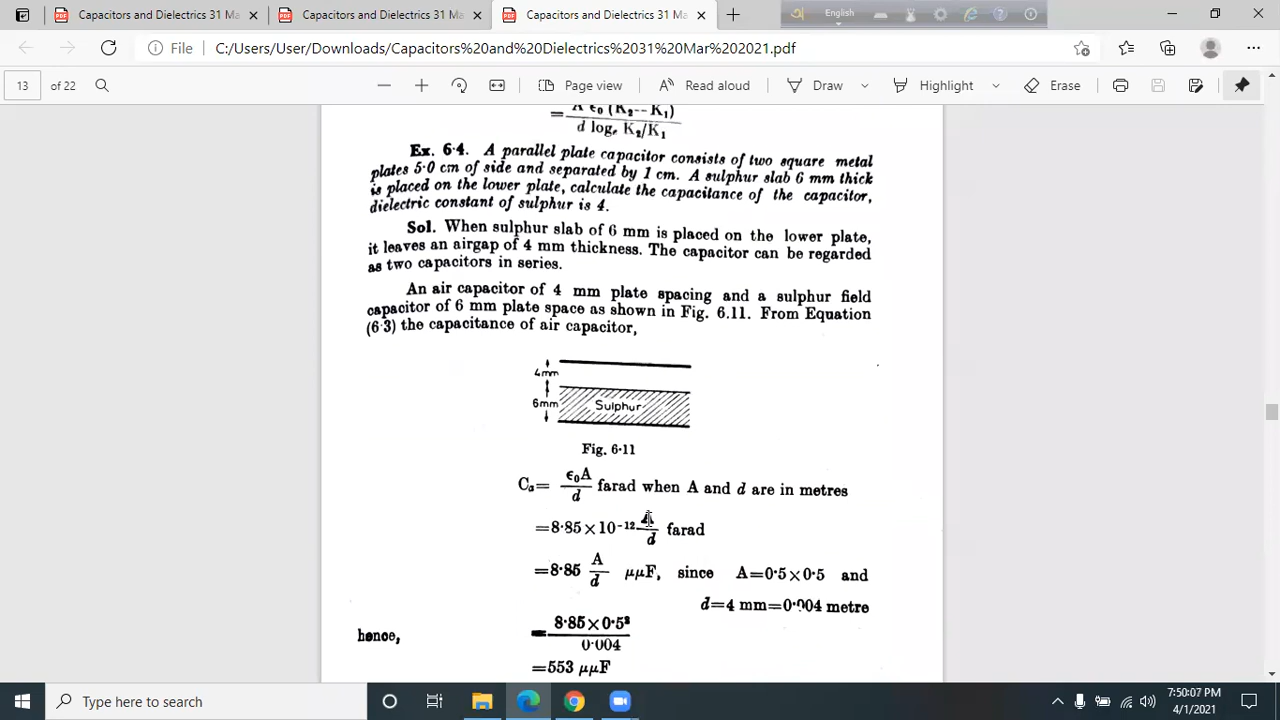 Capacitors and Dielectrics 31 Ma
Capacitors and Dielectrics 31 Ma
Capacitors and Dielectrics 31 Ma
English
File
C:/Users/User/Downloads/Capacitors%20and%20Dielectrics%2031%20Mar%202021.pdf
13 of 22
Page view
Read aloud
Draw
Highlight
Erase
= A ϵ0 (K2--K1)
d loge K2/K1
Ex. 6·4. A parallel plate capacitor consists of two square metal
plates 5·0 cm of side and separated by 1 cm. A sulphur slab 6 mm thick
is placed on the lower plate, calculate the capacitance of the capacitor,
dielectric constant of sulphur is 4.
Sol. When sulphur slab of 6 mm is placed on the lower plate,
it leaves an airgap of 4 mm thickness. The capacitor can be regarded
as two capacitors in series.
An air capacitor of 4 mm plate spacing and a sulphur field
capacitor of 6 mm plate space as shown in Fig. 6.11. From Equation
(6·3) the capacitance of air capacitor,
4mm
6mm
Sulphur
Fig. 6·11
Ca= ϵ0A/d farad when A and d are in metres
=8·85×10-12 A/d farad
=8·85 A/d μμF, since A=0·5×0·5 and
d=4 mm=0·004 metre
hence, = 8·85×0·5²/0·004
=553 μμF
Type here to search
7:50:07 PM
4/1/2021